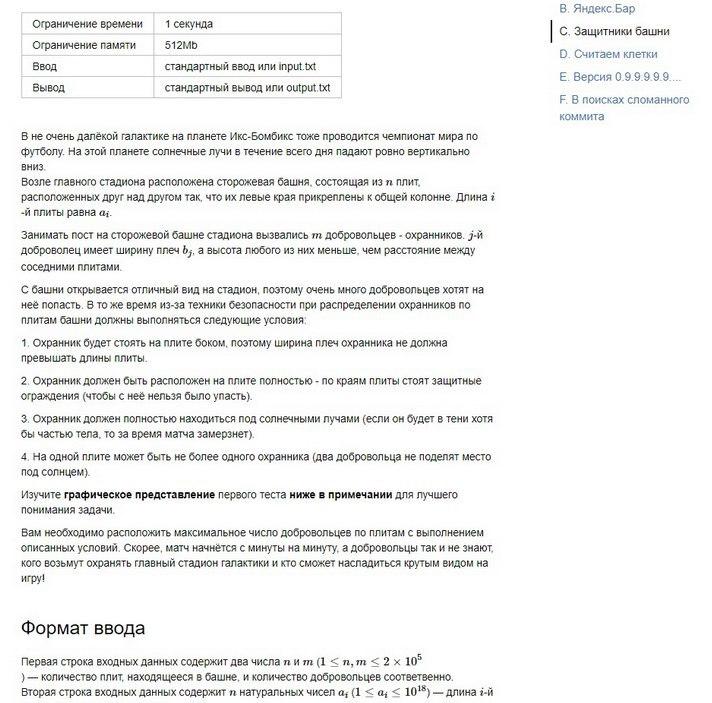 Ограничение времени 1 секунда
Ограничение памяти 512Mb
Ввод стандартный ввод или input.txt
Вывод стандартный вывод или output.txt
В не очень далёкой галактике на планете Икс-Бомбикс тоже проводится чемпионат мира по
футболу. На этой планете солнечные лучи в течение всего дня падают ровно вертикально
вниз.
Возле главного стадиона расположена сторожевая башня, состоящая из n плит,
расположенных друг над другом так, что их левые края прикреплены к общей колонне. Длина i
-й плиты равна a_i.
Занимать пост на сторожевой башне стадиона вызвались m добровольцев - охранников. j-й
доброволец имеет ширину плеч b_j, а высота любого из них меньше, чем расстояние между
соседними плитами.
С башни открывается отличный вид на стадион, поэтому очень много добровольцев хотят на
неё попасть. В то же время из-за техники безопасности при распределении охранников по
плитам башни должны выполняться следующие условия:
1. Охранник будет стоять на плите боком, поэтому ширина плеч охранника не должна
превышать длины плиты.
2. Охранник должен быть расположен на плите полностью - по краям плиты стоят защитные
ограждения (чтобы с неё нельзя было упасть).
3. Охранник должен полностью находиться под солнечными лучами (если он будет в тени хотя
бы частью тела, то за время матча замерзнет).
4. На одной плите может быть не более одного охранника (два добровольца не поделят место
под солнцем).
Изучите графическое представление первого теста ниже в примечании для лучшего
понимания задачи.
Вам необходимо расположить максимальное число добровольцев по плитам с выполнением
описанных условий. Скорее, матч начнётся с минуты на минуту, а добровольцы так и не знают,
кого возьмут охранять главный стадион галактики и кто сможет насладиться крутым видом на
игру!
Формат ввода
Первая строка входных данных содержит два числа n и m (1 ≤ n, m ≤ 2 × 10^5
) — количество плит, находящееся в башне, и количество добровольцев соответвенно.
Вторая строка входных данных содержит n натуральных чисел a_i (1 ≤ a_i ≤ 10^18) — длина i-й
B. Яндекс.Бар
C. Защитники башни
D. Считаем клетки
E. Версия 0.9.9.9.9.9....
F. В поисках сломанного
коммита